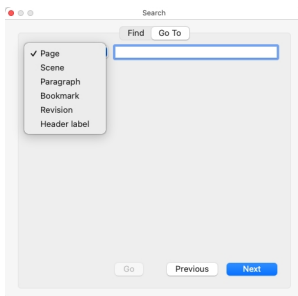 Search
Find Go To
✓ Page
Scene
Paragraph
Bookmark
Revision
Header label
Go Previous Next